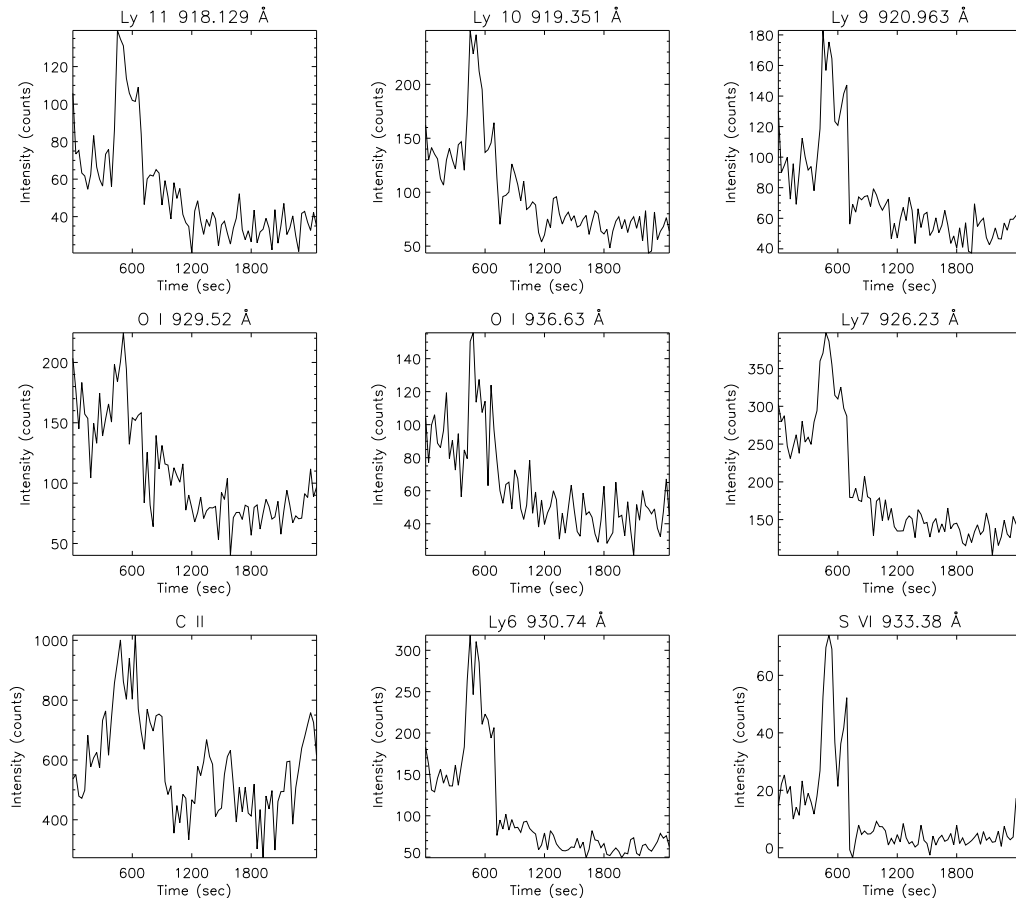 Ly 11 918.129 Å
Ly 10 919.351 Å
Ly 9 920.963 Å
Intensity (counts)
140
120
100
80
60
40
600 1200 1800
Time (sec)
Intensity (counts)
250
200
150
100
50
600 1200 1800
Time (sec)
Intensity (counts)
180
160
140
120
100
80
60
40
600 1200 1800
Time (sec)
O I 929.52 Å
O I 936.63 Å
Ly7 926.23 Å
Intensity (counts)
200
150
100
50
600 1200 1800
Time (sec)
Intensity (counts)
140
120
100
80
60
40
600 1200 1800
Time (sec)
Intensity (counts)
350
300
250
200
150
600 1200 1800
Time (sec)
C II
Ly6 930.74 Å
S VI 933.38 Å
Intensity (counts)
1000
800
600
400
600 1200 1800
Time (sec)
Intensity (counts)
300
250
200
150
100
50
600 1200 1800
Time (sec)
Intensity (counts)
60
40
20
0
600 1200 1800
Time (sec)